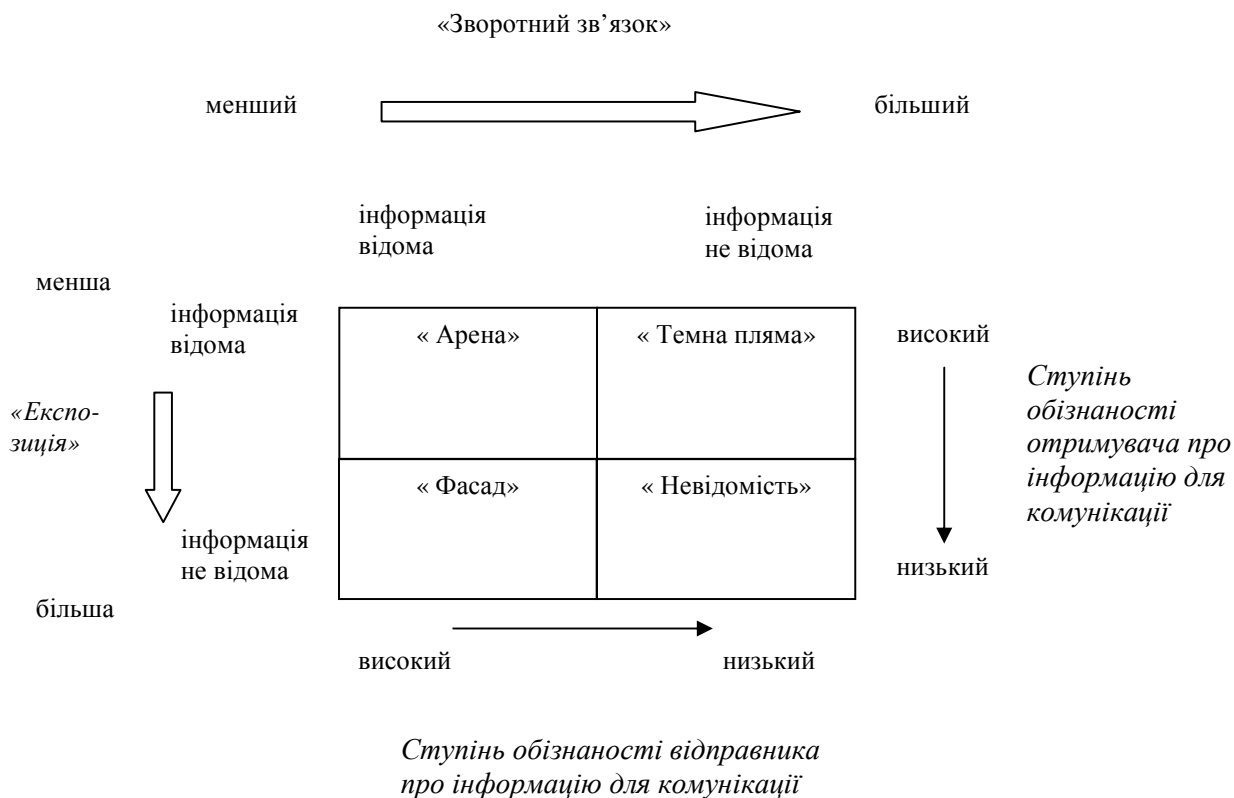 «Зворотний зв’язок»
менший
більший
інформація
відома
інформація
не відома
менша
інформація
відома
« Арена»
« Темна пляма»
високий
Ступінь
обізнаності
отримувача про
інформацію для
комунікації
«Експо-
зиція»
« Фасад»
« Невідомість»
інформація
не відома
низький
більша
високий
низький
Ступінь обізнаності відправника
про інформацію для комунікації